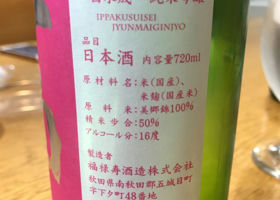 IPPAKUSUISEI
JYUNMAIGINJYO
品目
日本酒 内容量720ml
原材料名：米(国産)、
米麹(国産米)
原料米：美郷錦100%
精米歩合：50%
アルコール分：16度
製造者
福禄寿酒造株式会社
秋田県南秋田郡五城目町
字下夕町48番地